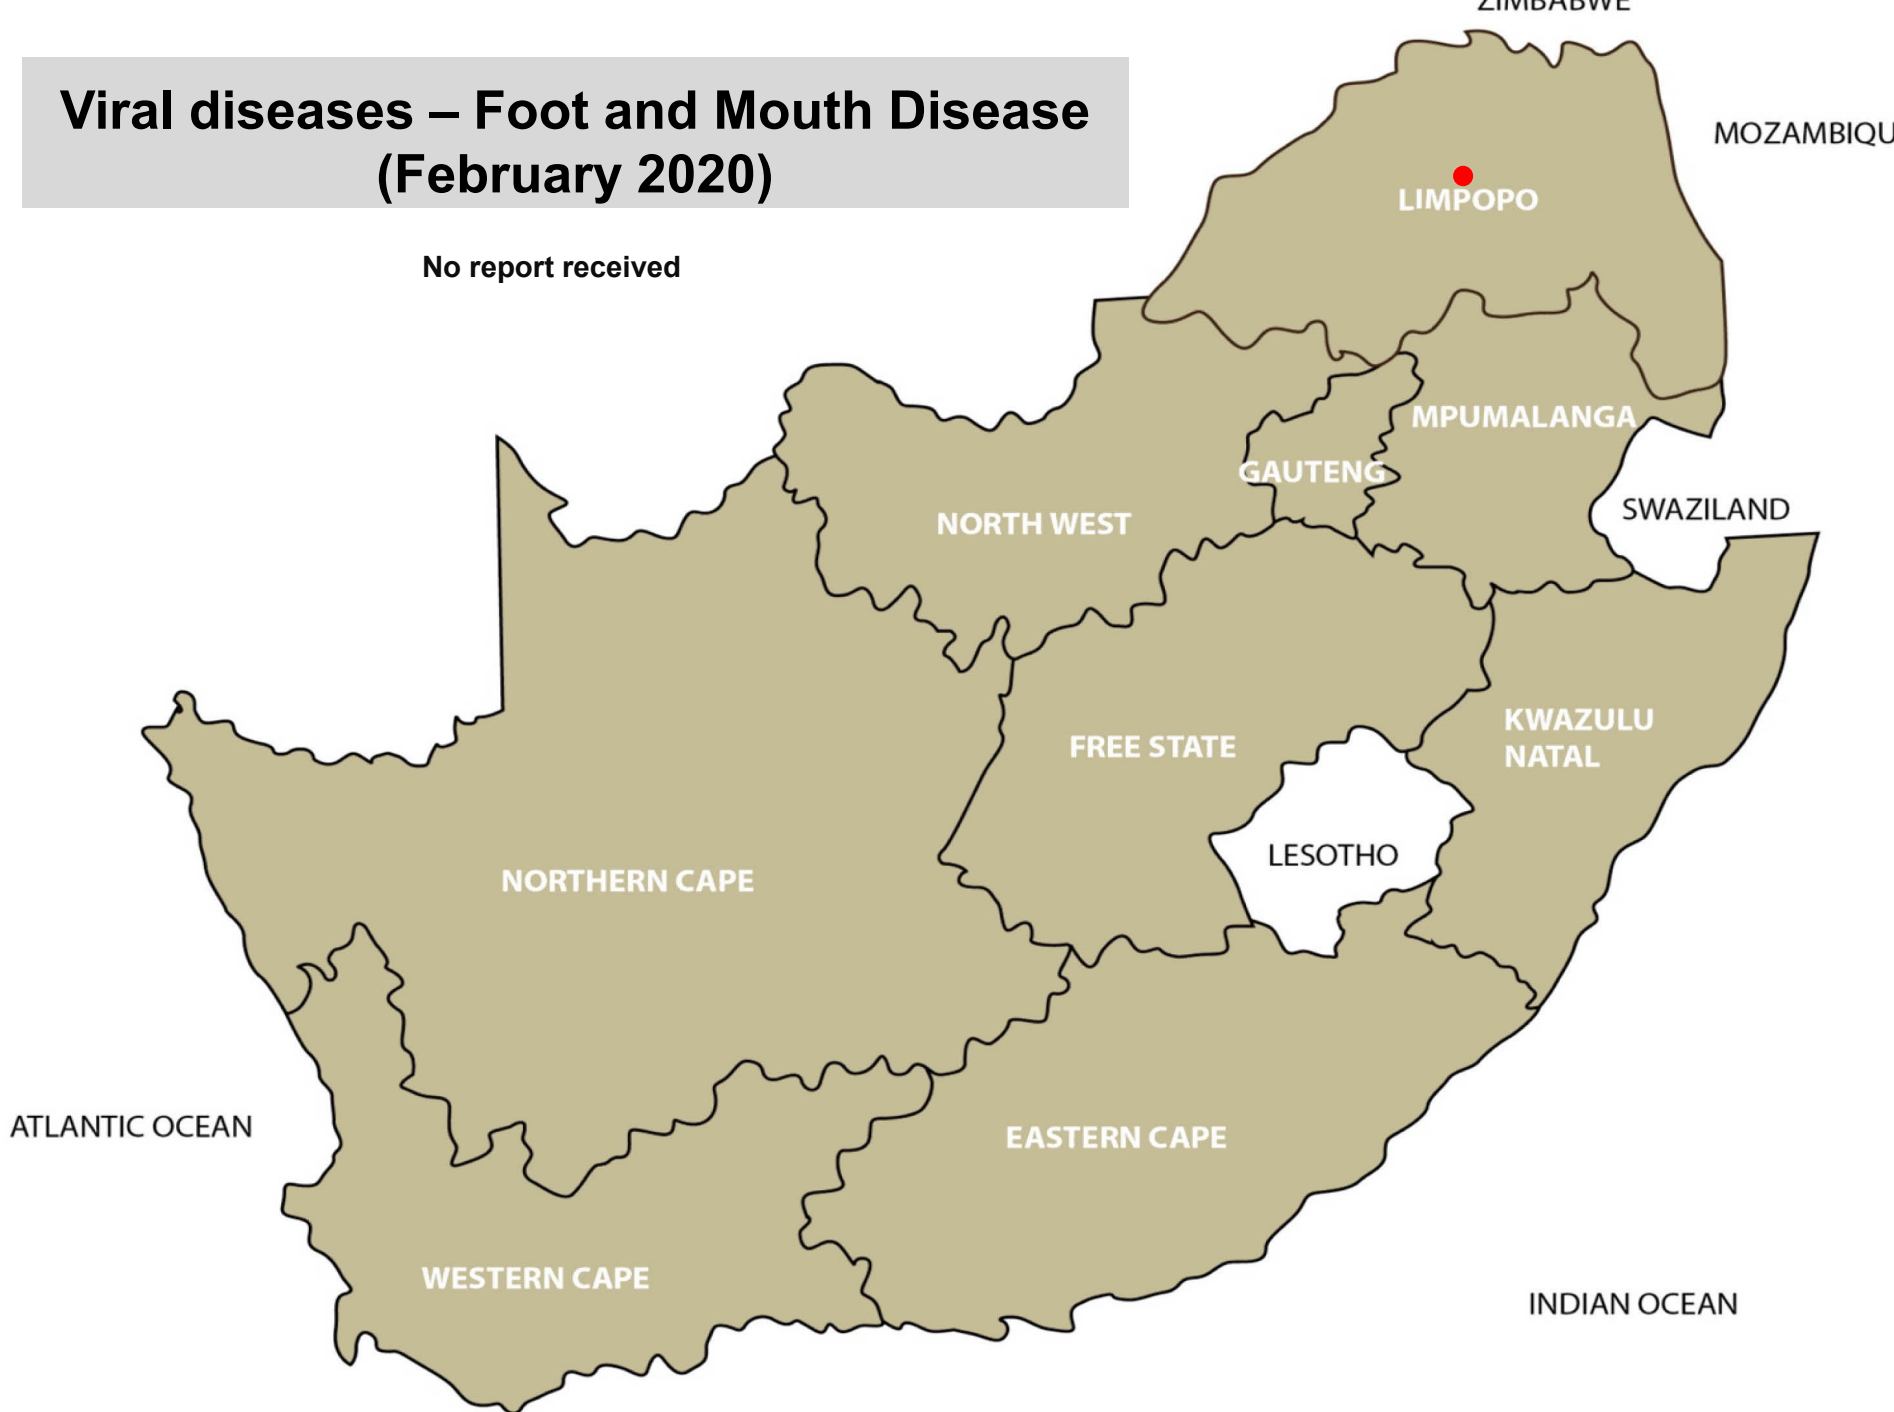 ZIMBABWE
Viral diseases – Foot and Mouth Disease
(February 2020)
MOZAMBIQU
LIMPOPO
No report received
MPUMALANGA
GAUTENG
SWAZILAND
NORTH WEST
KWAZULU
NATAL
FREE STATE
LESOTHO
NORTHERN CAPE
ATLANTIC OCEAN
EASTERN CAPE
WESTERN CAPE
INDIAN OCEAN